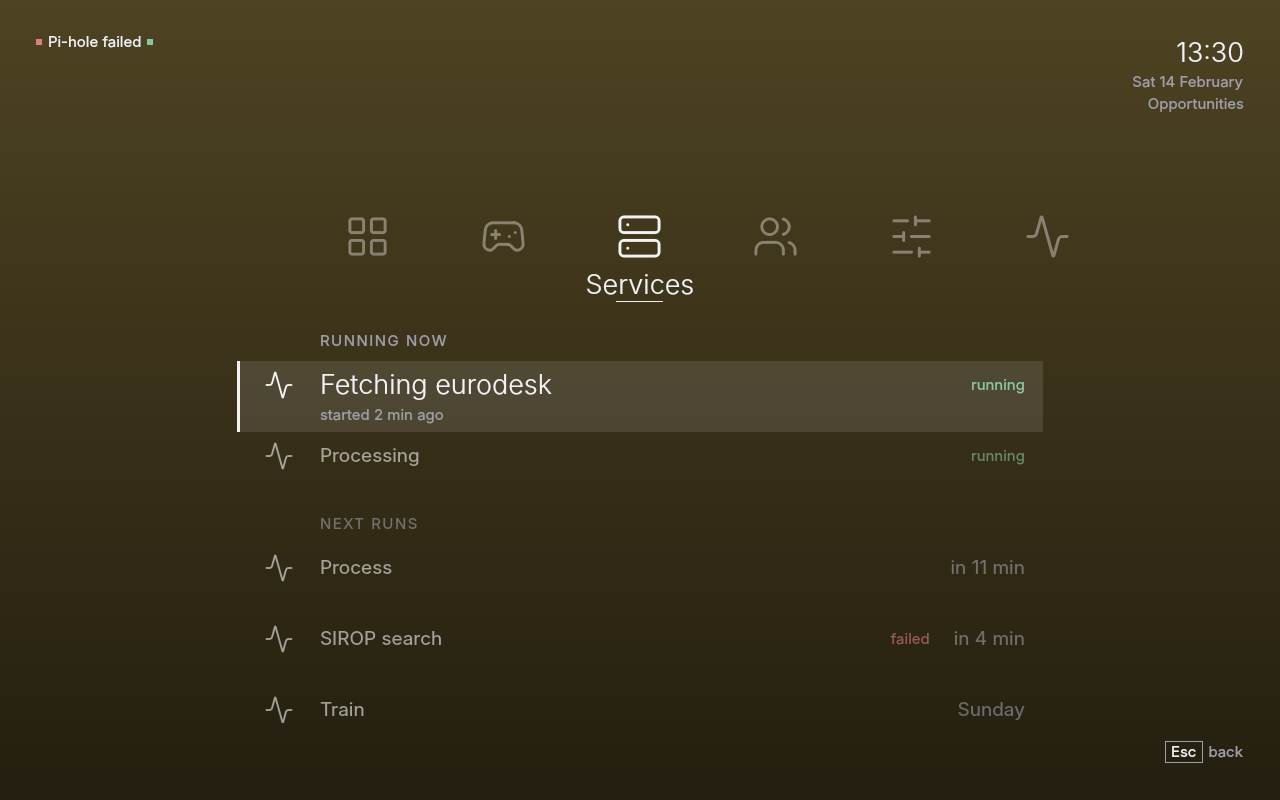 Pi-hole failed
13:30
Sat 14 February
Opportunities
Services
RUNNING NOW
Fetching eurodesk
running
started 2 min ago
Processing
running
NEXT RUNS
Process
in 11 min
SIROP search
failed
in 4 min
Train
Sunday
Esc back